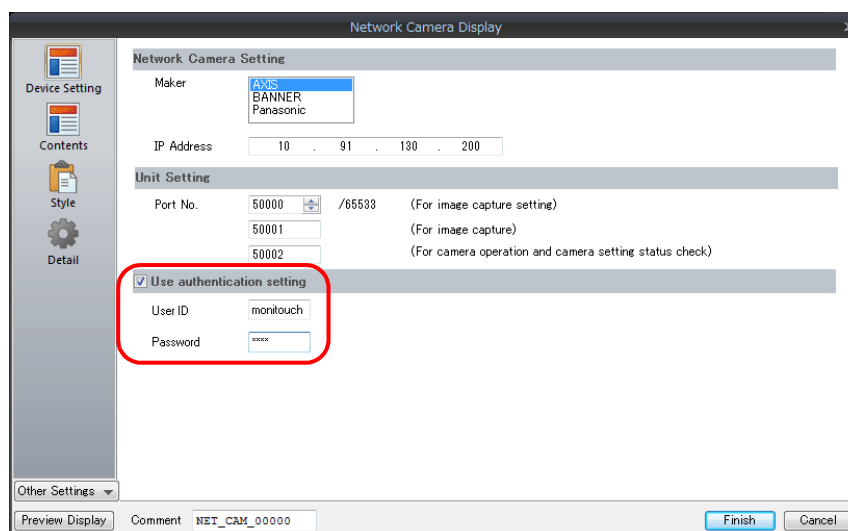 Network Camera Display
Device Setting
Contents
Style
Detail
Other Settings
Network Camera Setting
Maker
AXIS
BANNER
Panasonic
IP Address 10 . 91 . 130 . 200
Unit Setting
Port No. 50000 /65533 (For image capture setting)
50001 (For image capture)
50002 (For camera operation and camera setting status check)
Use authentication setting
User ID monitouch
Password ****
Preview Display Comment NET_CAM_00000 Finish Cancel